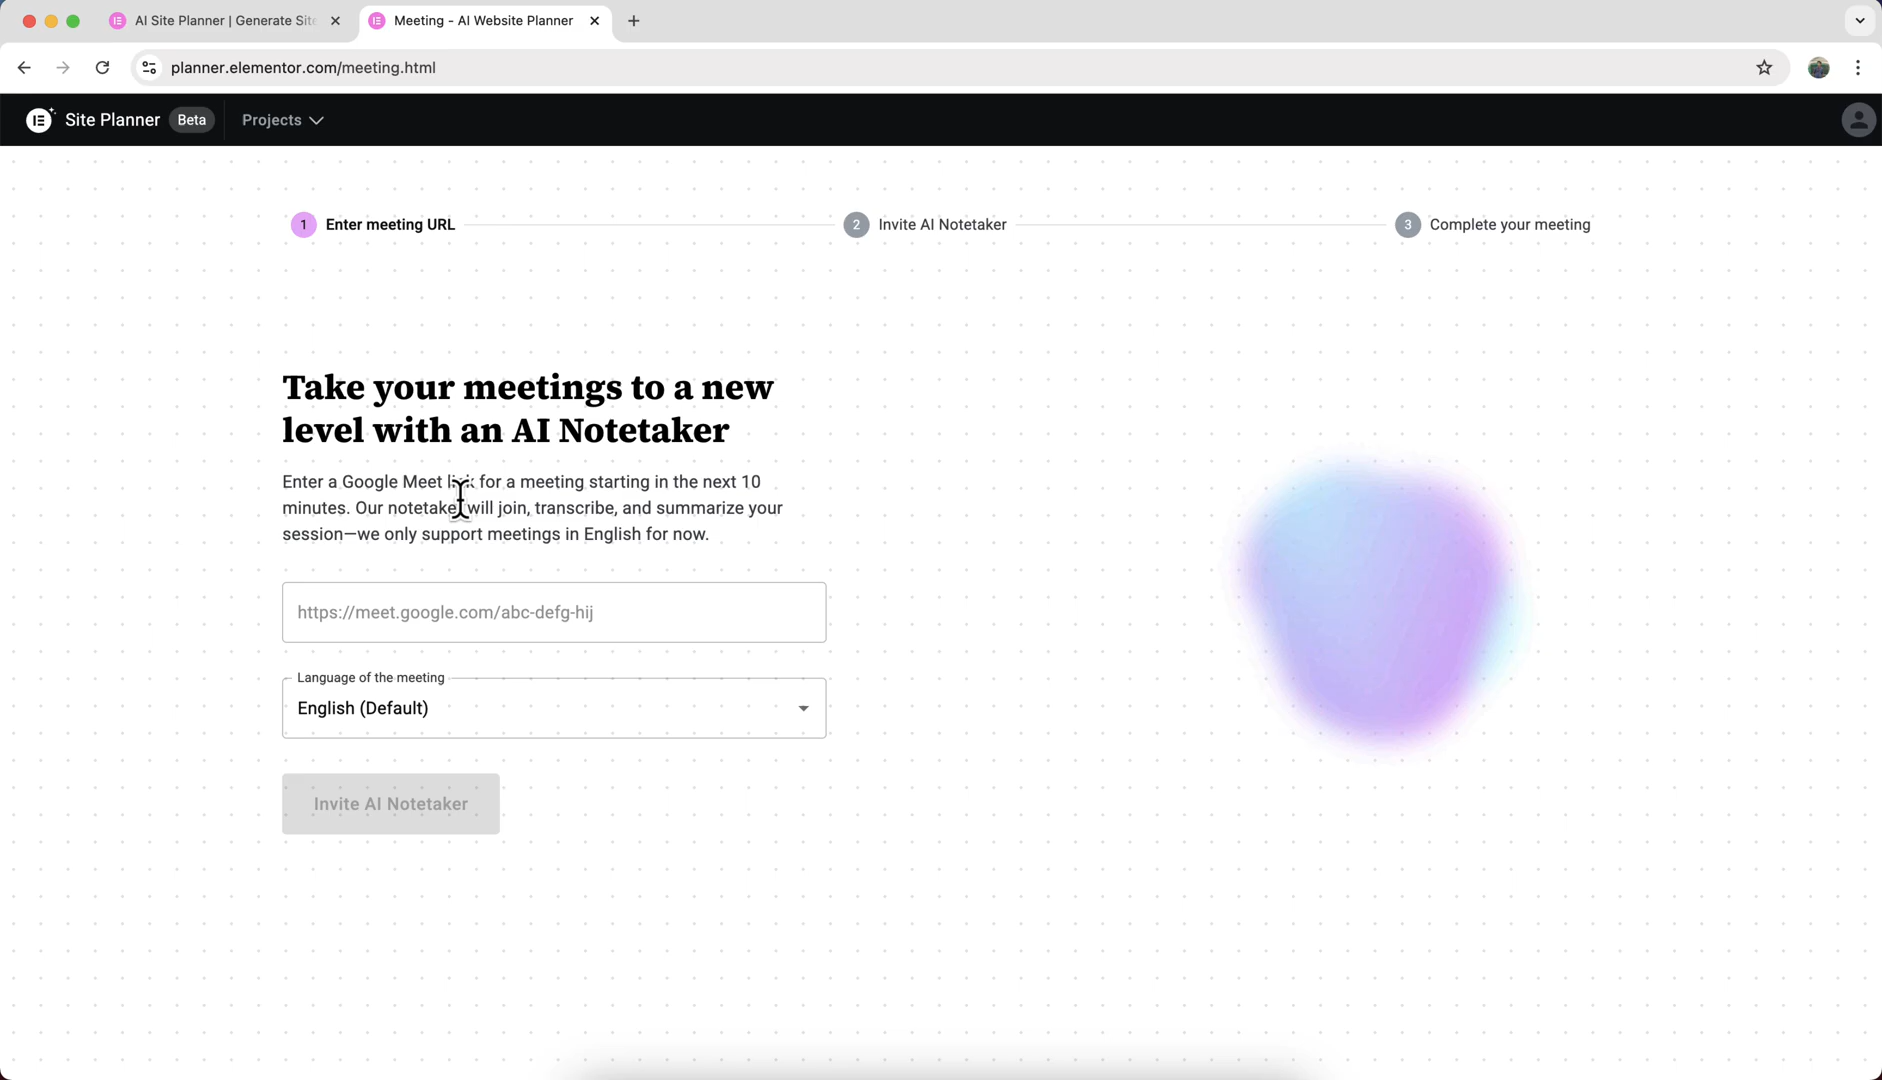 AI Site Planner | Generate Site
Meeting - AI Website Planner
planner.elementor.com/meeting.html
Site Planner Beta Projects
1 Enter meeting URL
2 Invite AI Notetaker
3 Complete your meeting
Take your meetings to a new
level with an AI Notetaker
Enter a Google Meet link for a meeting starting in the next 10
minutes. Our notetaker will join, transcribe, and summarize your
session—we only support meetings in English for now.
https://meet.google.com/abc-defg-hij
Language of the meeting
English (Default)
Invite AI Notetaker